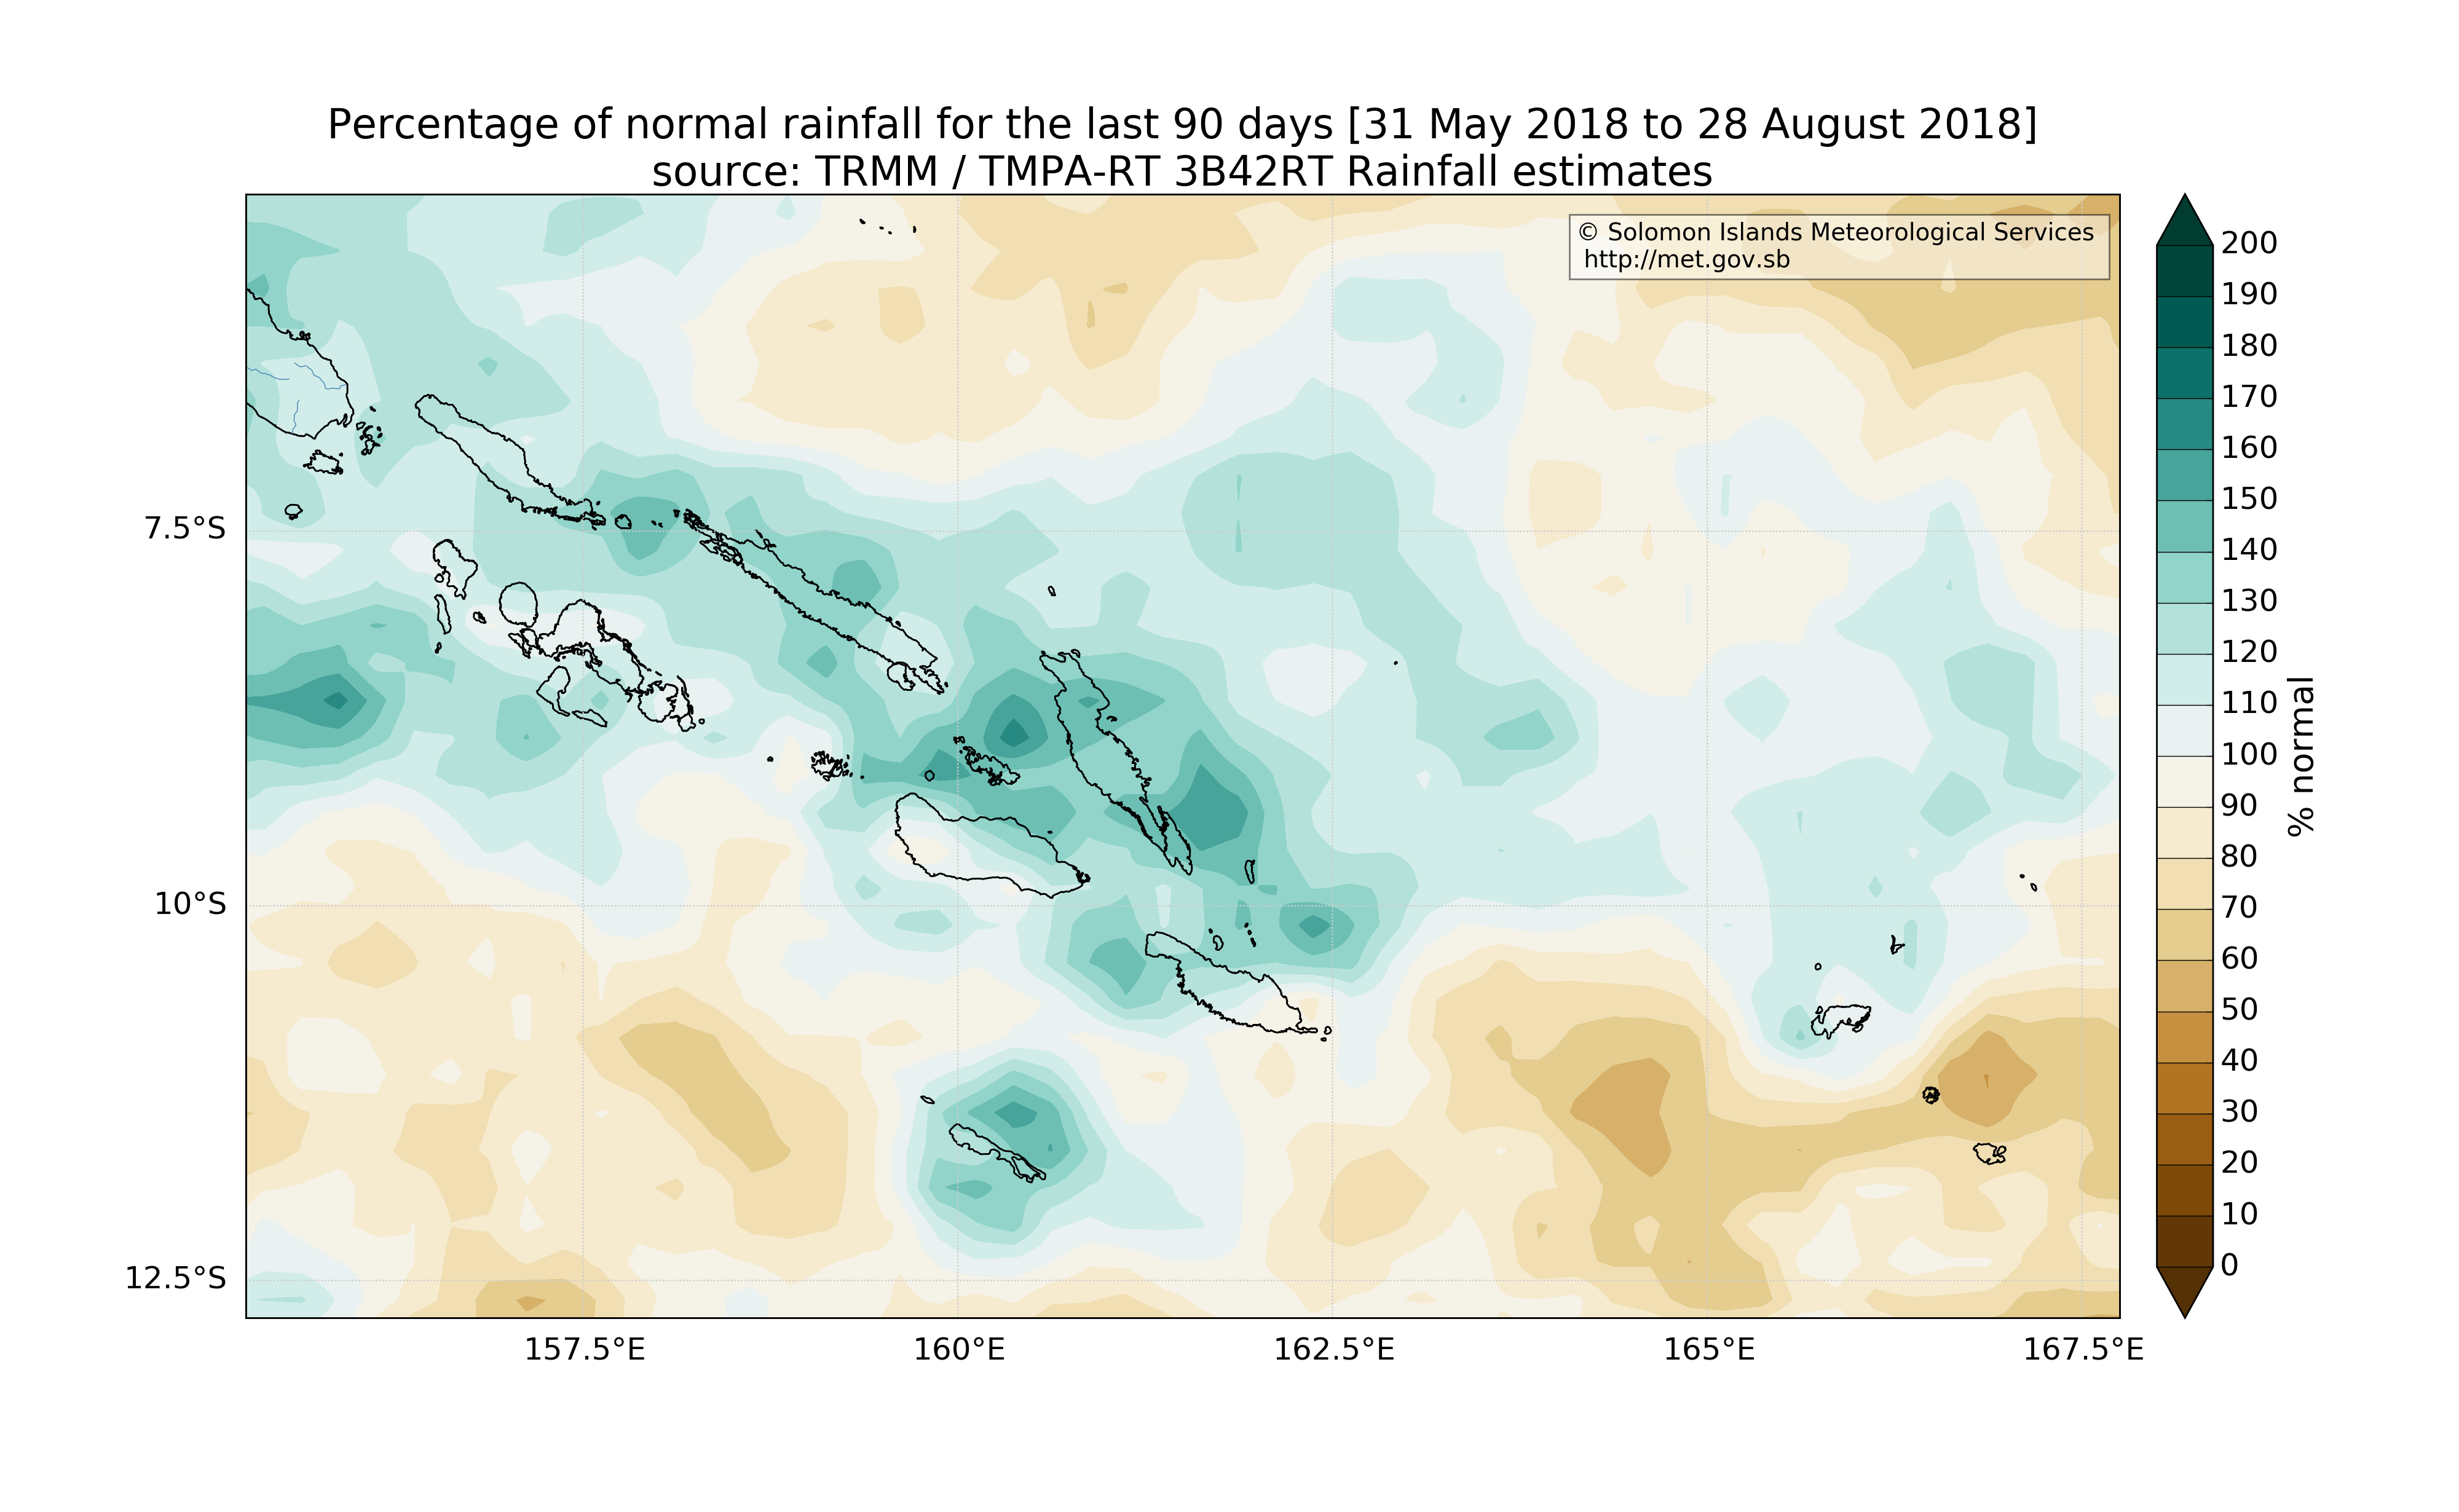 Percentage of normal rainfall for the last 90 days [31 May 2018 to 28 August 2018]
source: TRMM / TMPA-RT 3B42RT Rainfall estimates
© Solomon Islands Meteorological Services
http://met.gov.sb
7.5°S
10°S
12.5°S
157.5°E
160°E
162.5°E
165°E
167.5°E
200
190
180
170
160
150
140
130
120
110
100
90
80
70
60
50
40
30
20
10
0
% normal